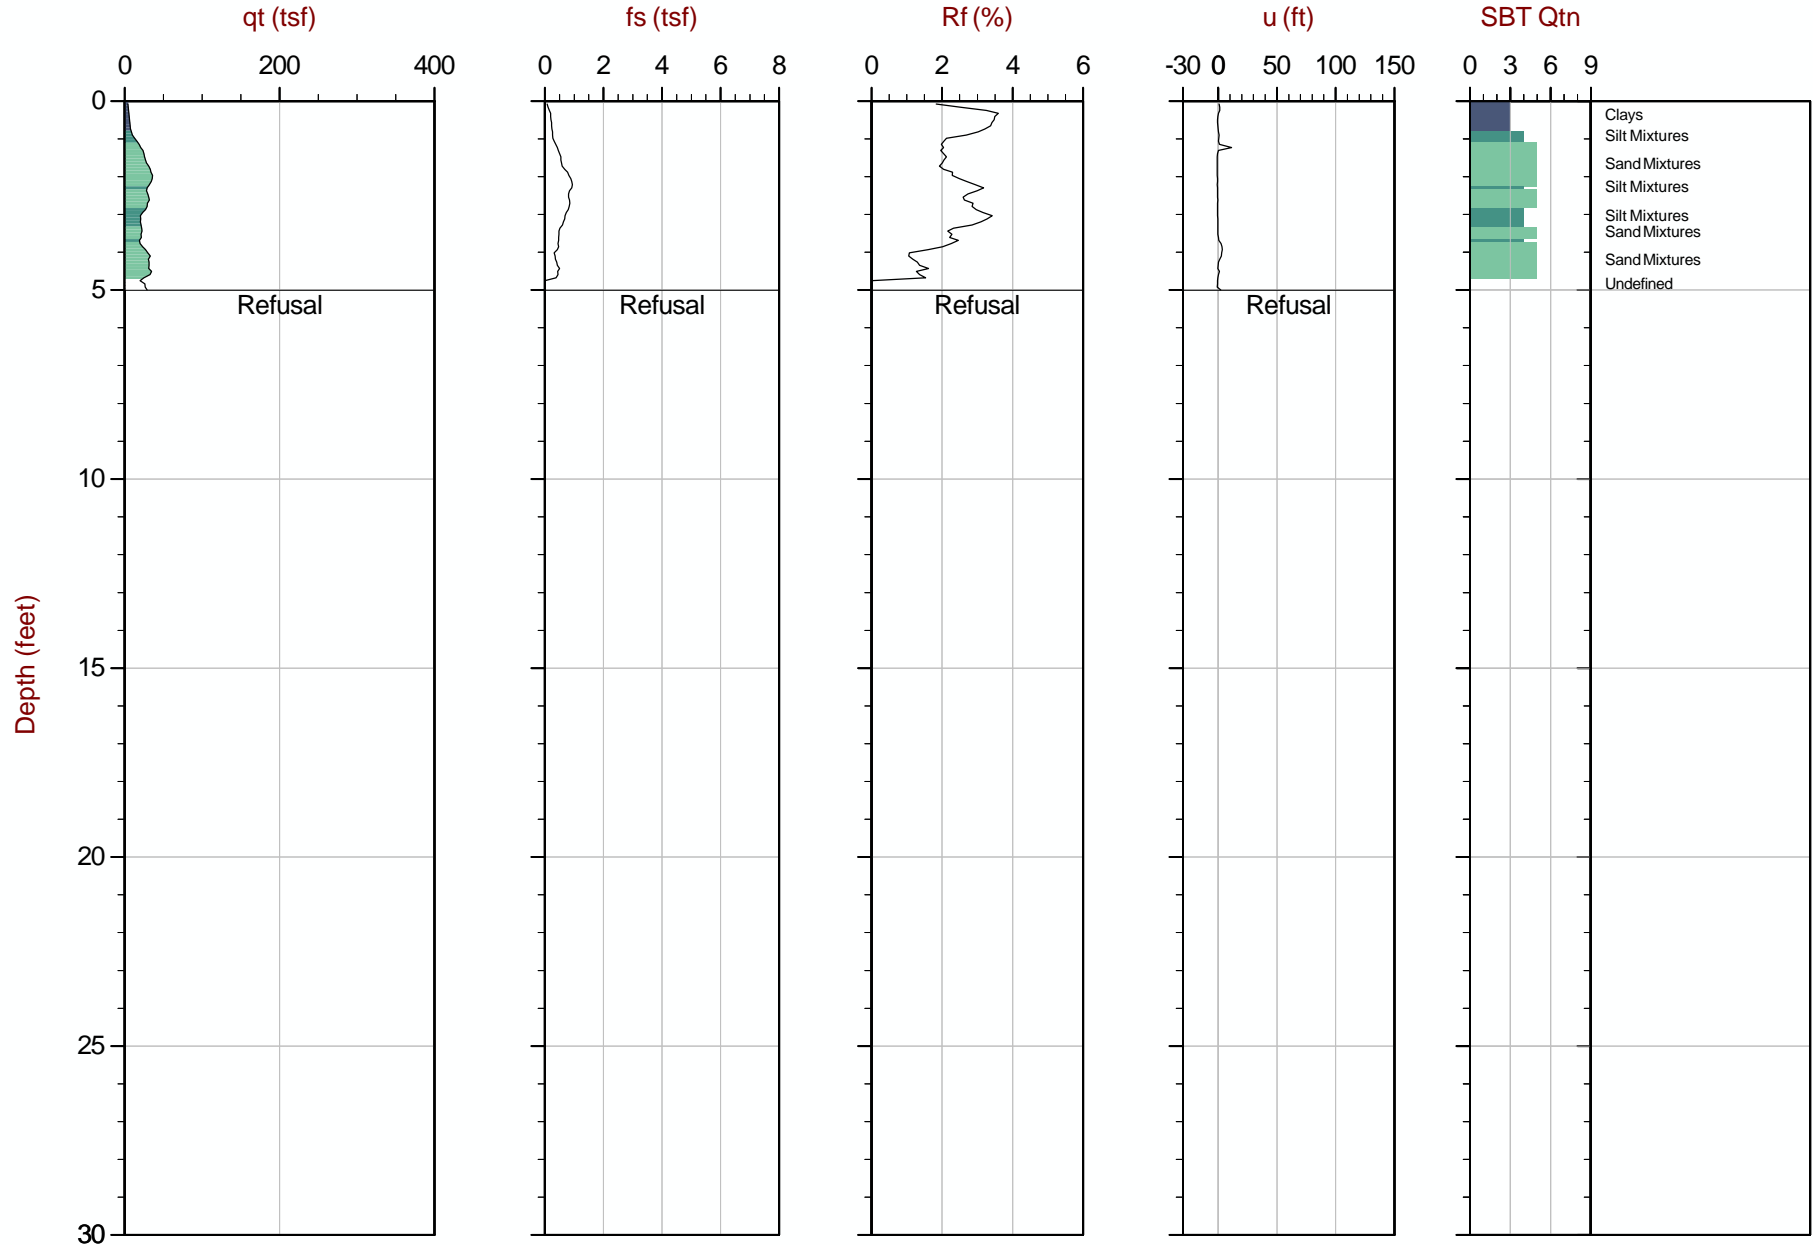 qt (tsf) fs (tsf) Rf (%) u (ft) SBT Qtn
0 200 400 0 2 4 6 8 0 2 4 6 -30 0 50 100 150 0 3 6 9
0
Clays
Silt Mixtures
Sand Mixtures
Silt Mixtures
Silt Mixtures
Sand Mixtures
Sand Mixtures
Undefined
5
Refusal Refusal Refusal Refusal
10
15
20
25
30
Depth (feet)